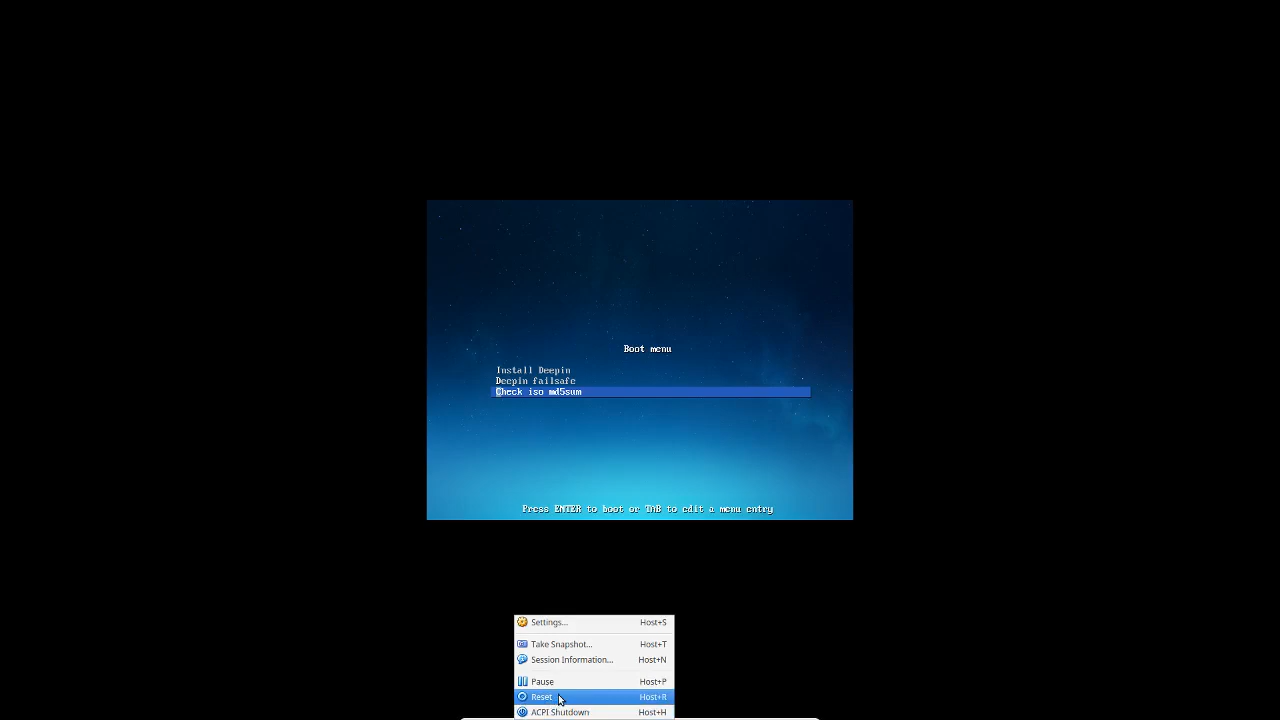 Boot menu
Install Deepin
Deepin failsafe
Check iso md5sum
Press ENTER to boot or TAB to edit a menu entry
Settings... Host+S
Take Snapshot... Host+T
Session Information... Host+N
Pause Host+P
Reset Host+R
ACPI Shutdown Host+H